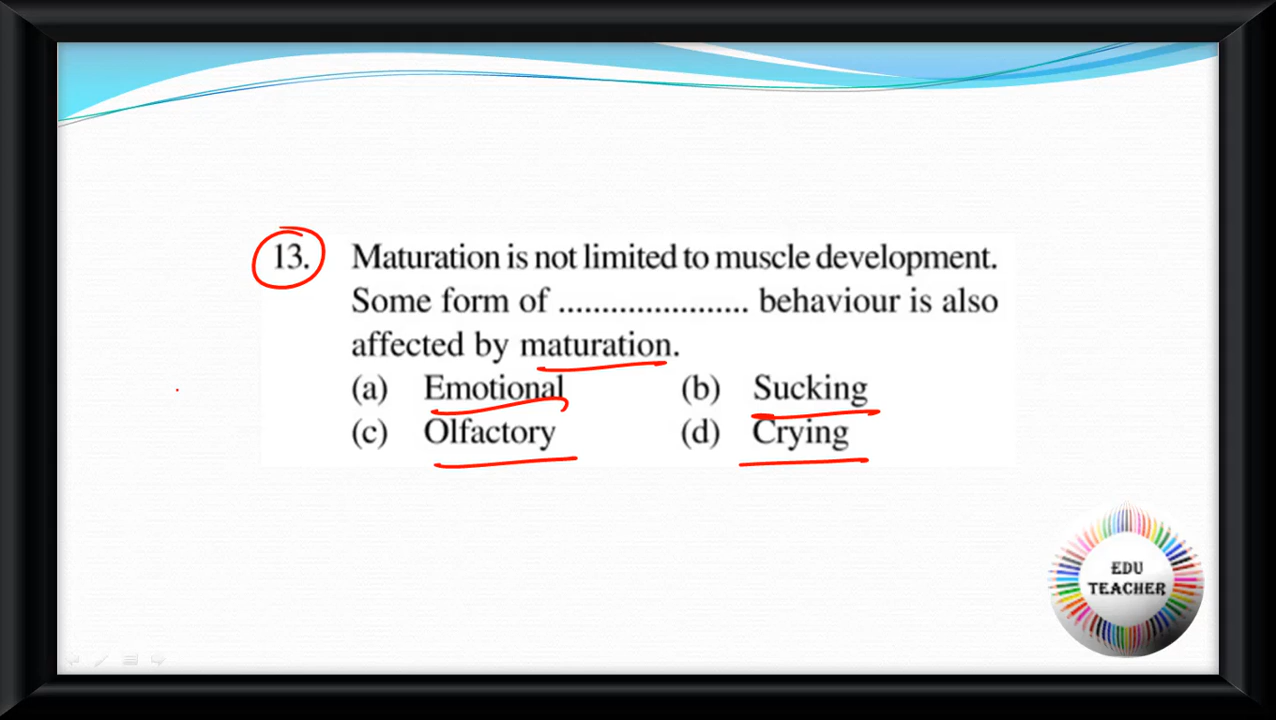 13. Maturation is not limited to muscle development.
Some form of ...................... behaviour is also
affected by maturation.
(a) Emotional (b) Sucking
(c) Olfactory (d) Crying
EDU
TEACHER